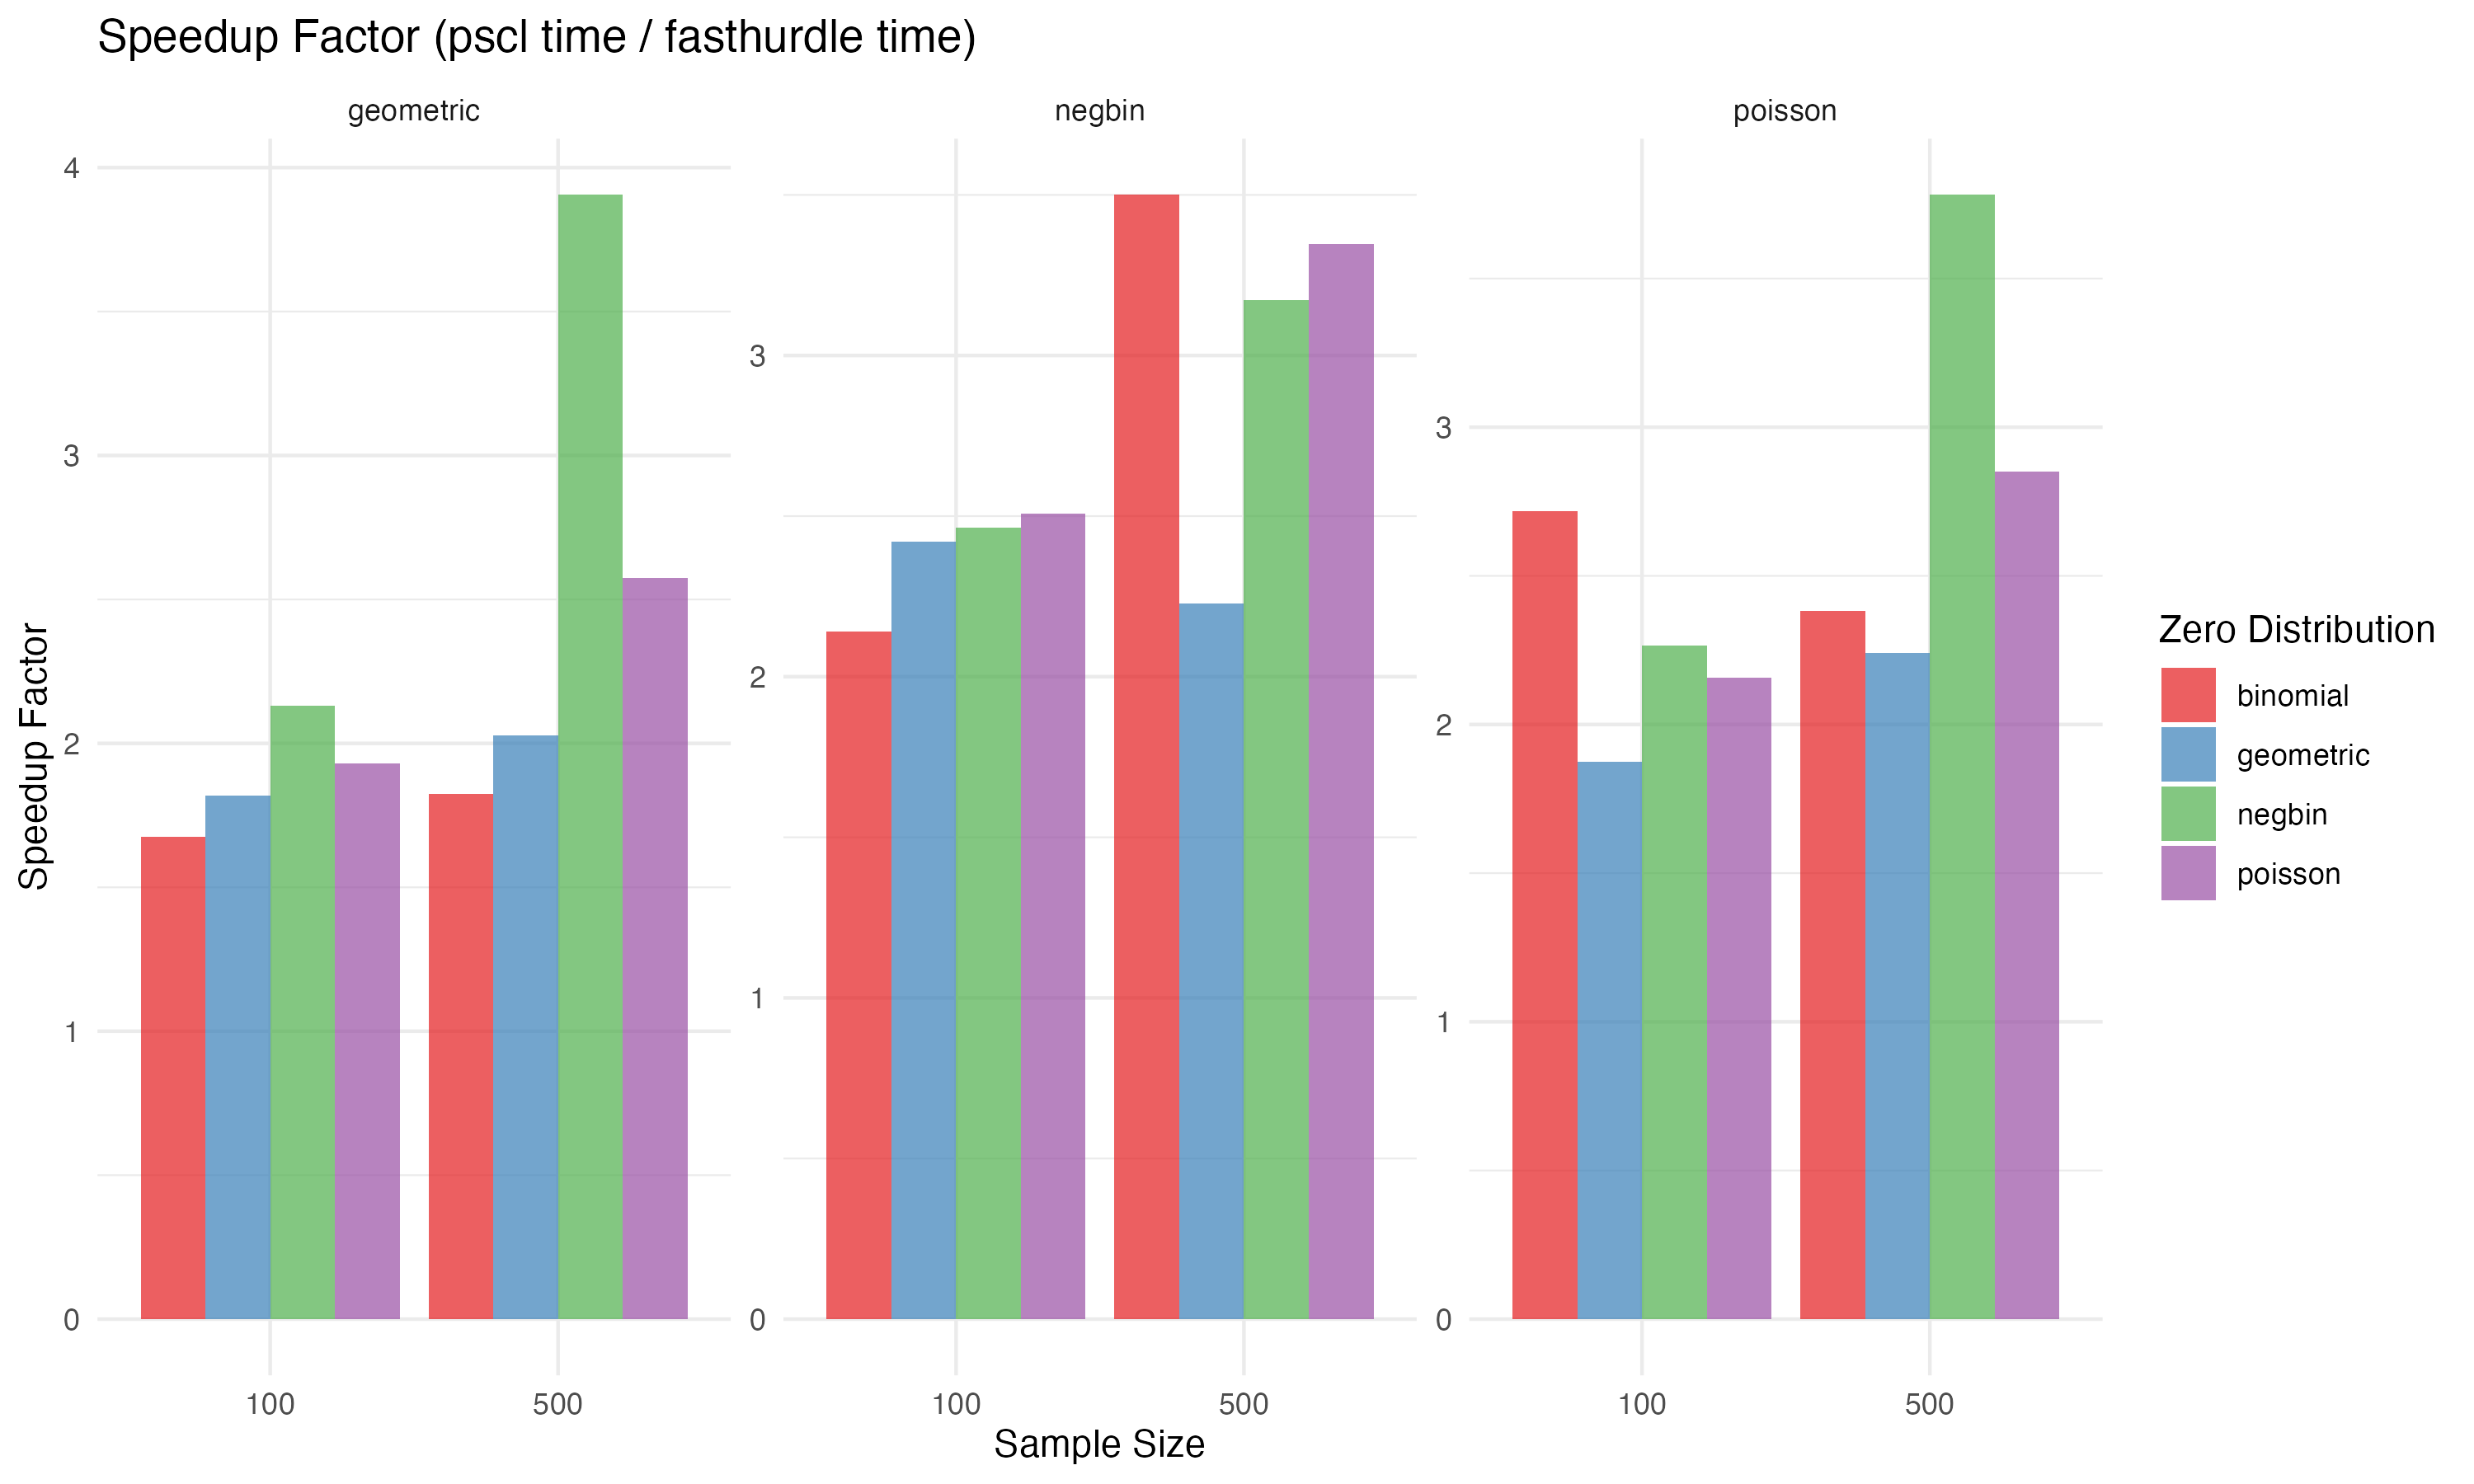 Speedup Factor (pscl time / fasthurdle time)
geometric
negbin
poisson
Speedup Factor
4
3
2
1
0
3
2
1
0
3
2
1
0
100
500
100
500
100
500
Sample Size
Zero Distribution
binomial
geometric
negbin
poisson